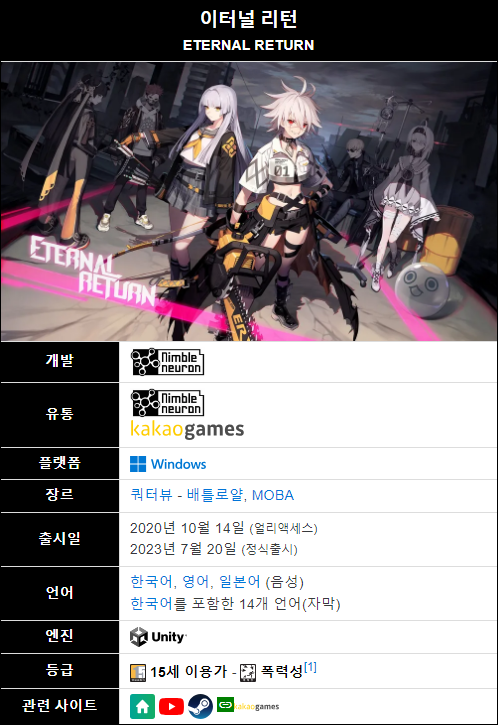 이터널 리턴
ETERNAL RETURN
01
ETERNAL
RETURN
개발
Nimble
neuron
유통
Nimble
neuron
kakaogames
플랫폼
Windows
장르
쿼터뷰 - 배틀로얄, MOBA
출시일
2020년 10월 14일 (얼리액세스)
2023년 7월 20일 (정식출시)
언어
한국어, 영어, 일본어 (음성)
한국어를 포함한 14개 언어(자막)
엔진
Unity
등급
15세 이용가 - 폭력성[1]
관련 사이트
kakaogames